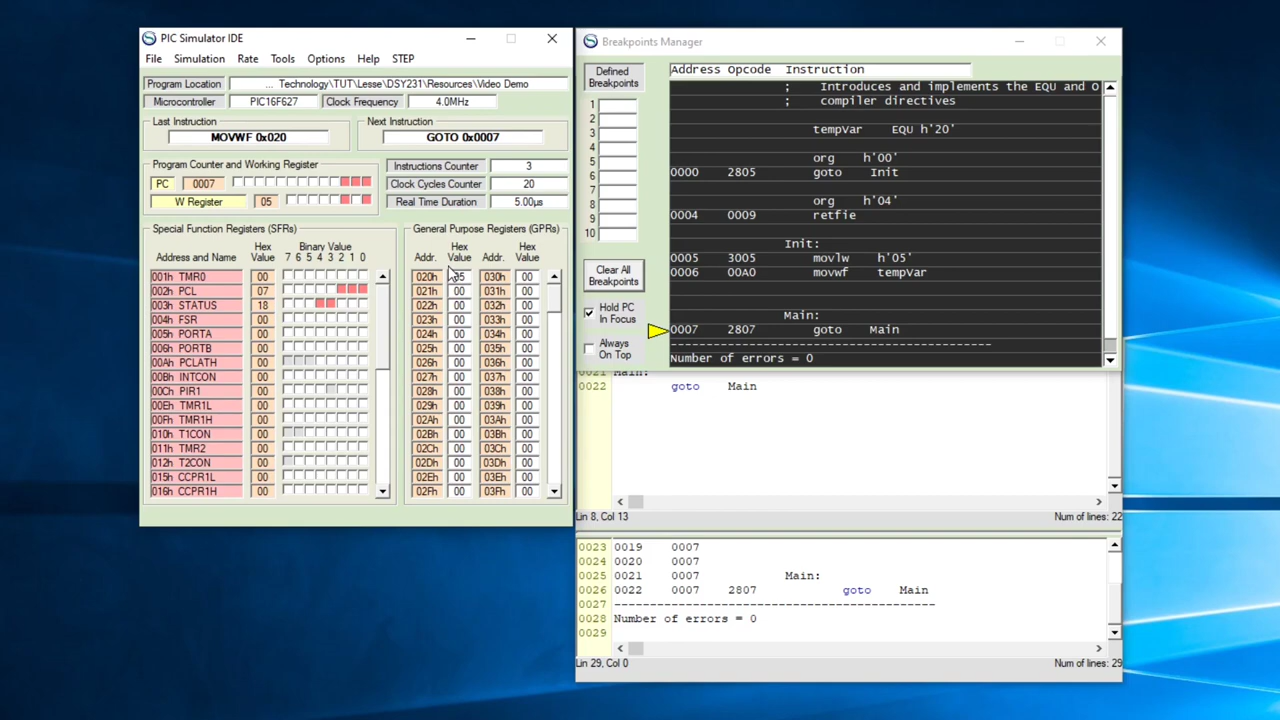 PIC Simulator IDE
File Simulation Rate Tools Options Help STEP
Program Location ... Technology\TUT\Lesse\DSY231\Resources\Video Demo
Microcontroller PIC16F627 Clock Frequency 4.0MHz
Last Instruction Next Instruction
MOVWF 0x020 GOTO 0x0007
Program Counter and Working Register Instructions Counter 3
PC 0007 Clock Cycles Counter 20
W Register 05 Real Time Duration 5.00µs
Special Function Registers (SFRs) General Purpose Registers (GPRs)
Hex Binary Value Hex Hex
Address and Name Value 7 6 5 4 3 2 1 0 Addr. Value Addr. Value
001h TMR0 00 020h 05 030h 00
002h PCL 07 021h 00 031h 00
003h STATUS 18 022h 00 032h 00
004h FSR 00 023h 00 033h 00
005h PORTA 00 024h 00 034h 00
006h PORTB 00 025h 00 035h 00
00Ah PCLATH 00 026h 00 036h 00
00Bh INTCON 00 027h 00 037h 00
00Ch PIR1 00 028h 00 038h 00
00Eh TMR1L 00 029h 00 039h 00
00Fh TMR1H 00 02Ah 00 03Ah 00
010h T1CON 00 02Bh 00 03Bh 00
011h TMR2 00 02Ch 00 03Ch 00
012h T2CON 00 02Dh 00 03Dh 00
015h CCPR1L 00 02Eh 00 03Eh 00
016h CCPR1H 00 02Fh 00 03Fh 00
Breakpoints Manager
Defined
Breakpoints
1
2
3
4
5
6
7
8
9
10
Clear All
Breakpoints
Hold PC
In Focus
Always
On Top
Address Opcode Instruction
; Introduces and implements the EQU and O
; compiler directives
tempVar EQU h'20'
org h'00'
0000 2805 goto Init
org h'04'
0004 0009 retfie
Init:
0005 3005 movlw h'05'
0006 00A0 movwf tempVar
Main:
0007 2807 goto Main
--------------------------------------------
Number of errors = 0
0021 Main:
0022 goto Main
Lin 8, Col 13 Num of lines: 22
0023 0019 0007
0024 0020 0007
0025 0021 0007 Main:
0026 0022 0007 2807 goto Main
0027 --------------------------------------------
0028 Number of errors = 0
0029
Lin 29, Col 0 Num of lines: 29